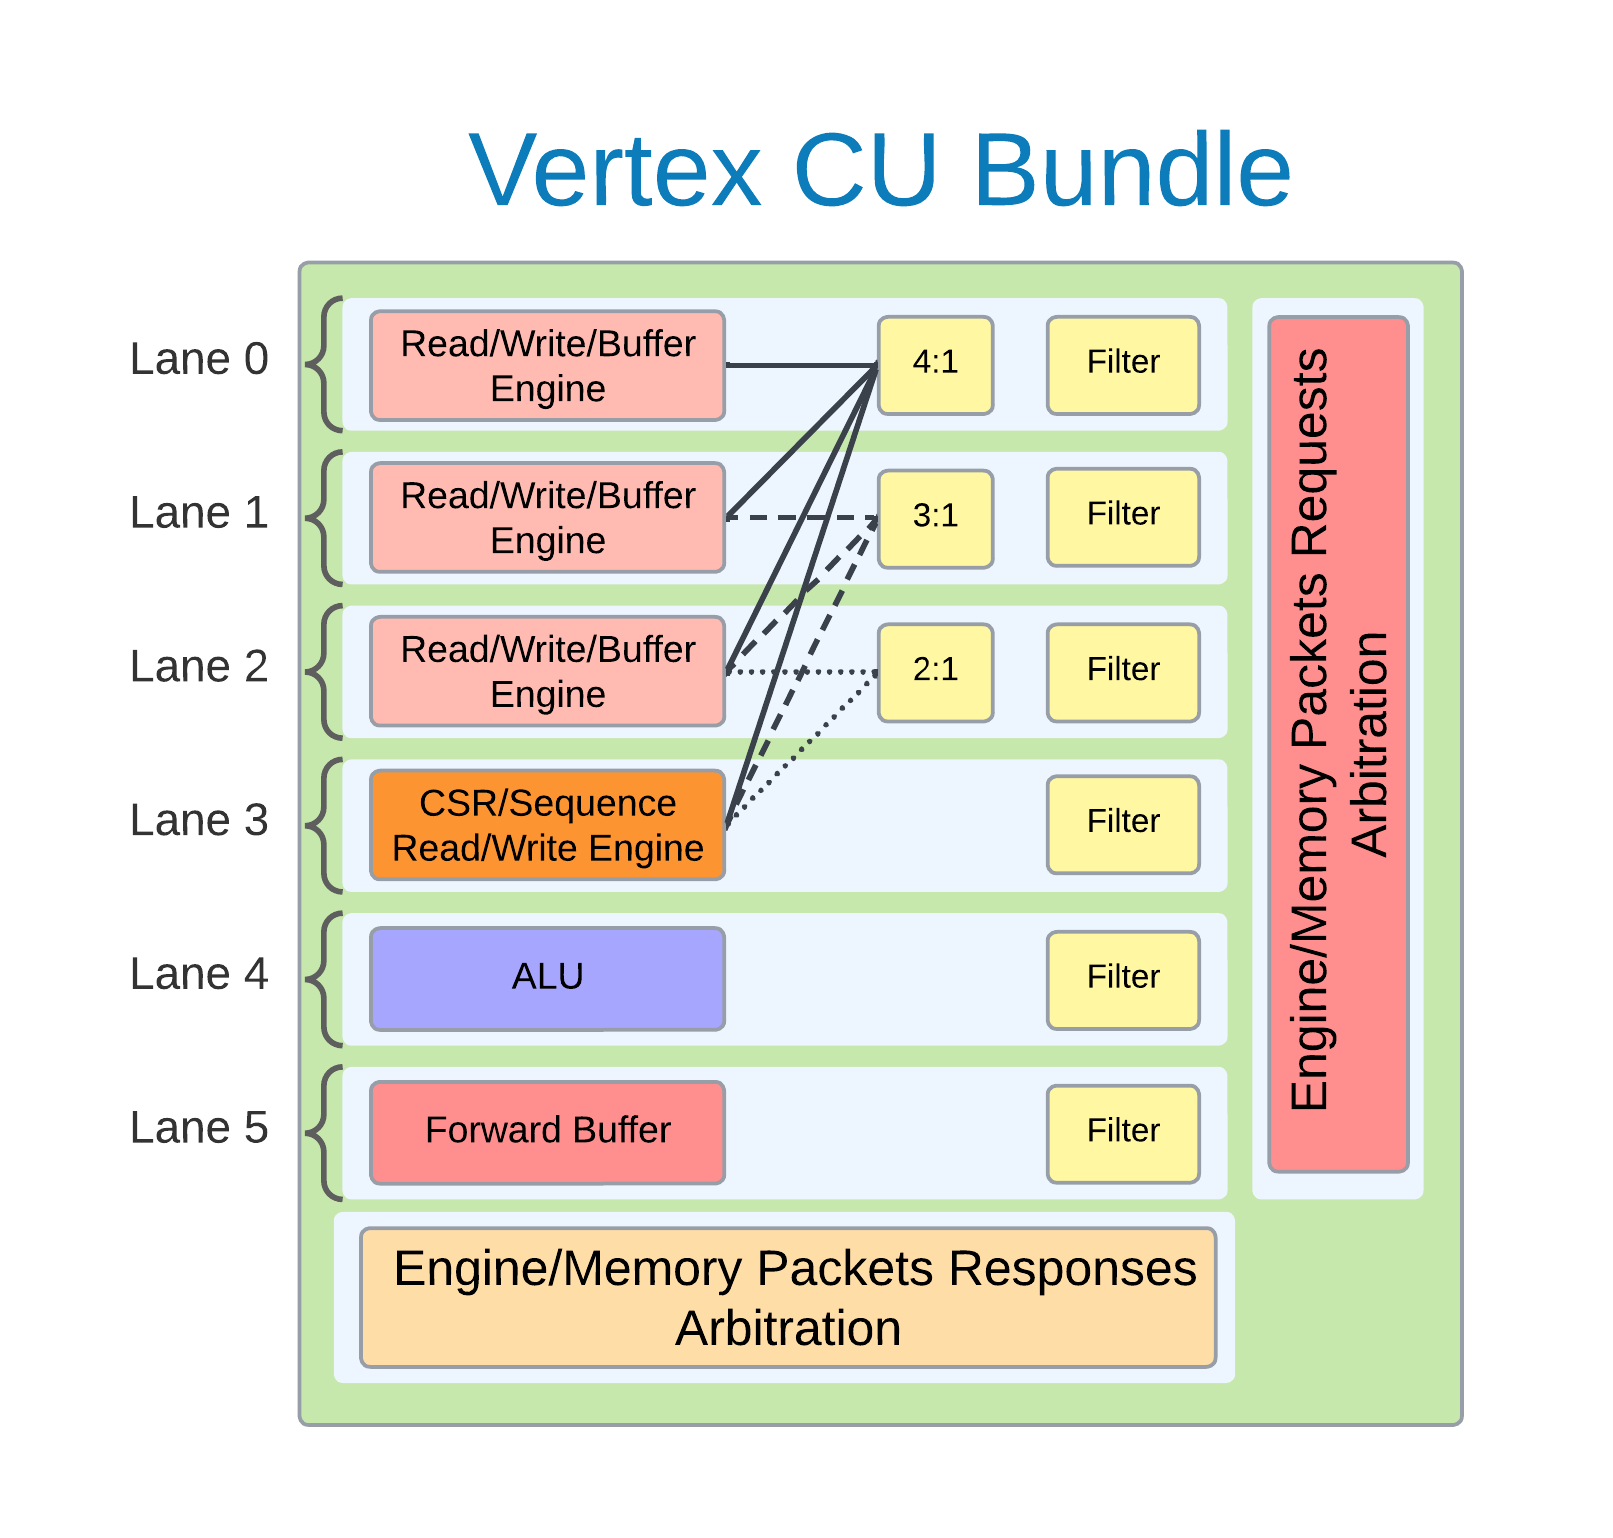 Vertex CU Bundle
Lane 0
Read/Write/Buffer
Engine
4:1
Filter
Lane 1
Read/Write/Buffer
Engine
3:1
Filter
Lane 2
Read/Write/Buffer
Engine
2:1
Filter
Lane 3
CSR/Sequence
Read/Write Engine
Filter
Lane 4
ALU
Filter
Lane 5
Forward Buffer
Filter
Engine/Memory Packets Requests
Arbitration
Engine/Memory Packets Responses
Arbitration